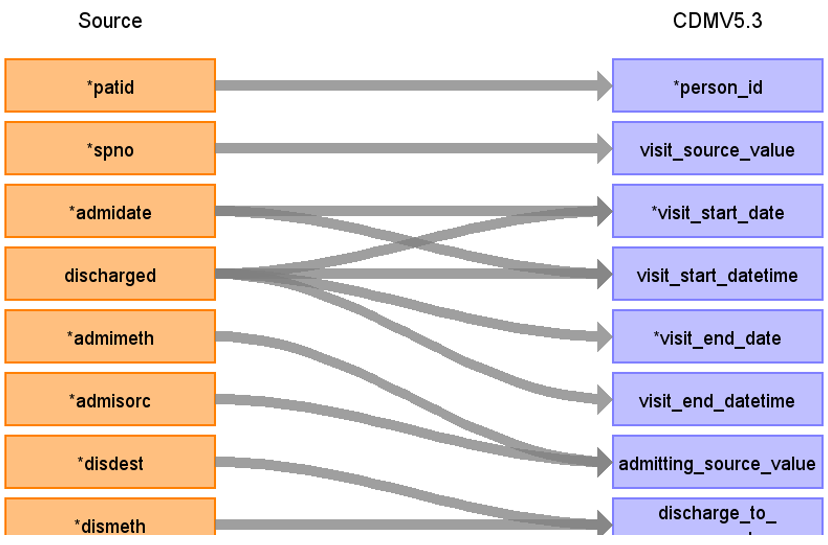 Source
CDMV5.3
*patid
*person_id
*spno
visit_source_value
*admidate
*visit_start_date
discharged
visit_start_datetime
*admimeth
*visit_end_date
*admisorc
visit_end_datetime
*disdest
admitting_source_value
*dismeth
discharge_to_